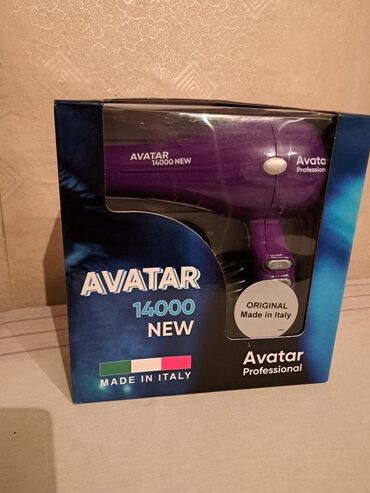 AVATAR
14000 NEW
Avatar
Professional
AVATAR
14000
NEW
MADE IN ITALY
ORIGINAL
Made in Italy
Avatar
Professional